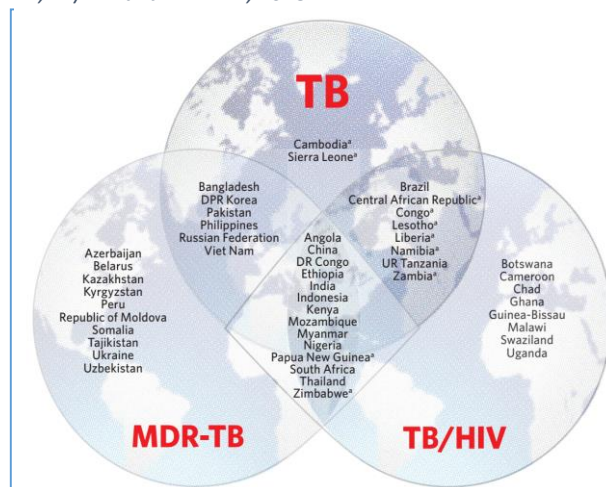 TB
Cambodiaª
Sierra Leoneª
Bangladesh
DPR Korea
Pakistan
Philippines
Russian Federation
Viet Nam
Brazil
Central African Republicª
Congoª
Lesothoª
Liberiaª
Namibiaª
UR Tanzania
Zambiaª
Angola
China
DR Congo
Ethiopia
India
Indonesia
Kenya
Mozambique
Myanmar
Nigeria
Papua New Guineaª
South Africa
Thailand
Zimbabweª
Azerbaijan
Belarus
Kazakhstan
Kyrgyzstan
Peru
Republic of Moldova
Somalia
Tajikistan
Ukraine
Uzbekistan
Botswana
Cameroon
Chad
Ghana
Guinea-Bissau
Malawi
Swaziland
Uganda
MDR-TB
TB/HIV